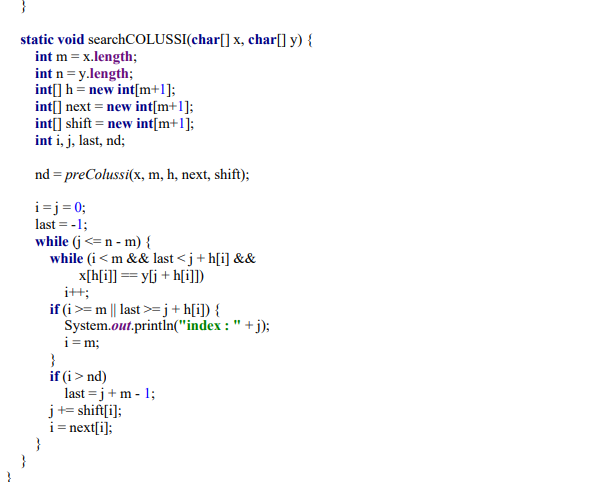 }
static void searchCOLUSSI(char[] x, char[] y) {
int m = x.length;
int n = y.length;
int[] h = new int[m+1];
int[] next = new int[m+1];
int[] shift = new int[m+1];
int i, j, last, nd;
nd = preColussi(x, m, h, next, shift);
i = j = 0;
last = -1;
while (j <= n - m) {
while (i < m && last < j + h[i] &&
x[h[i]] == y[j + h[i]])
i++;
if (i >= m || last >= j + h[i]) {
System.out.println("index : " + j);
i = m;
}
if (i > nd)
last = j + m - 1;
j += shift[i];
i = next[i];
}
}
}